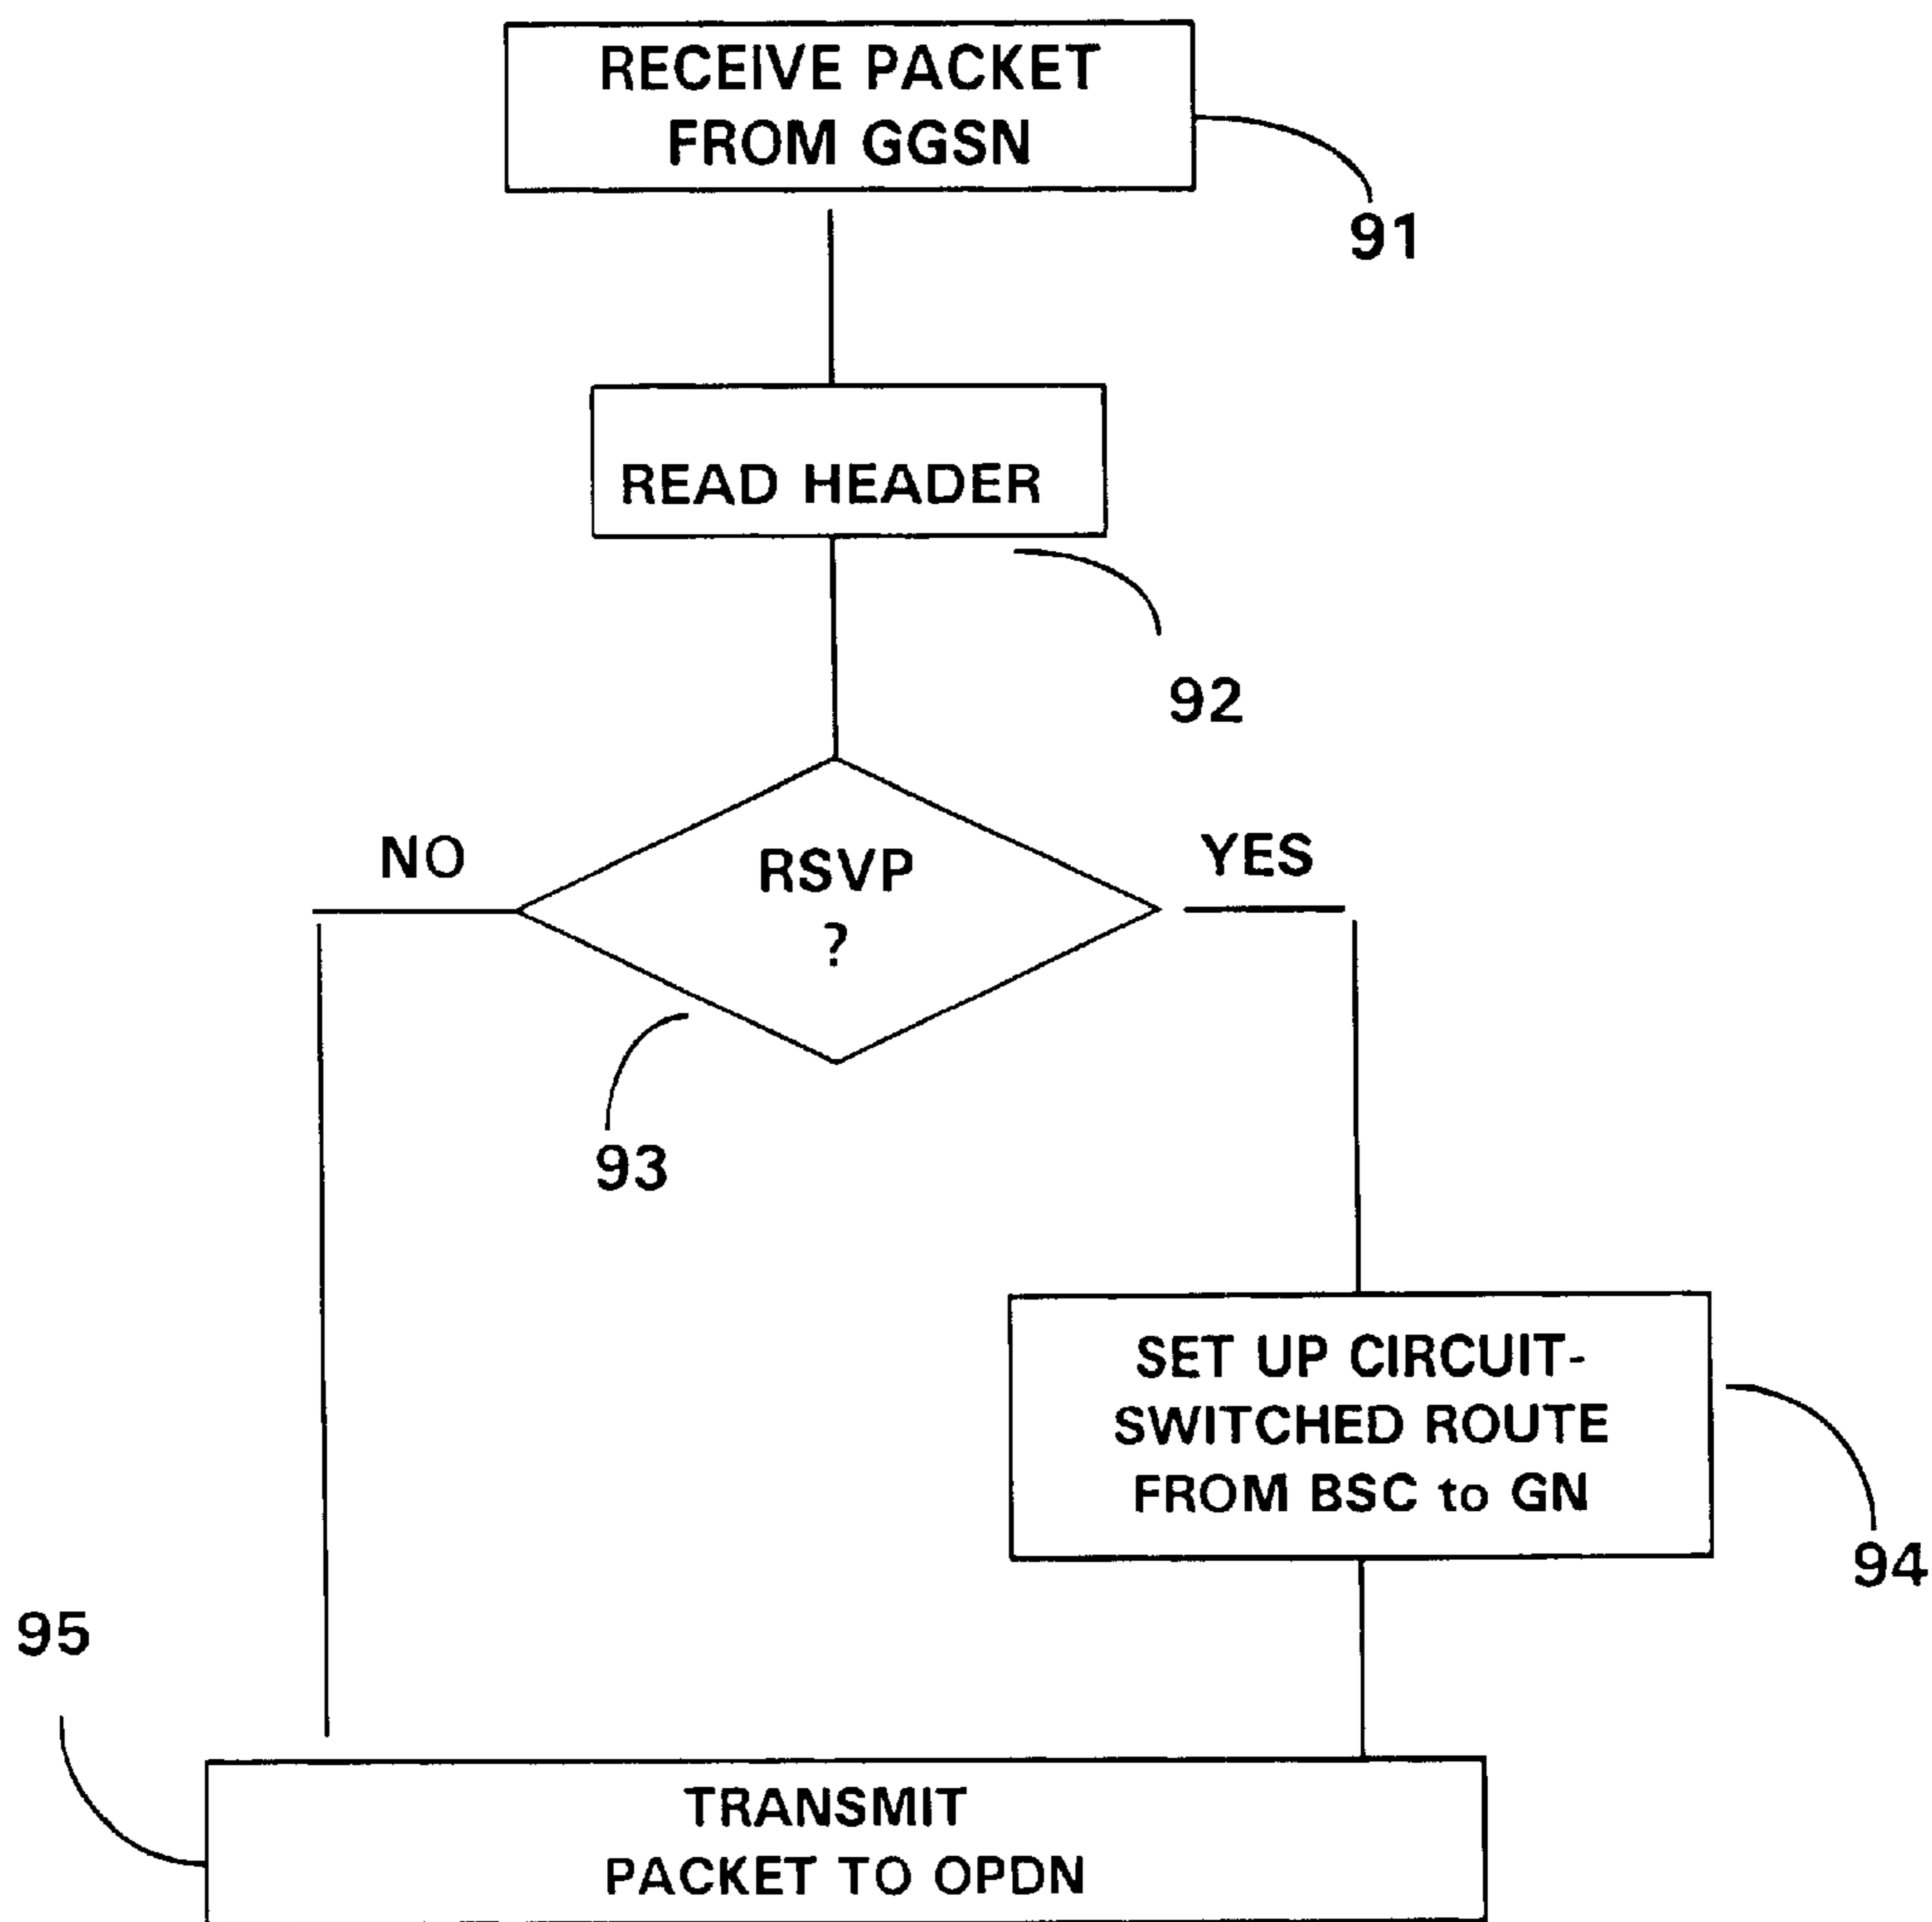 RECEIVE PACKET
FROM GGSN
91
READ HEADER
92
NO
RSVP
?
YES
93
SET UP CIRCUIT-
SWITCHED ROUTE
FROM BSC to GN
94
95
TRANSMIT
PACKET TO OPDN